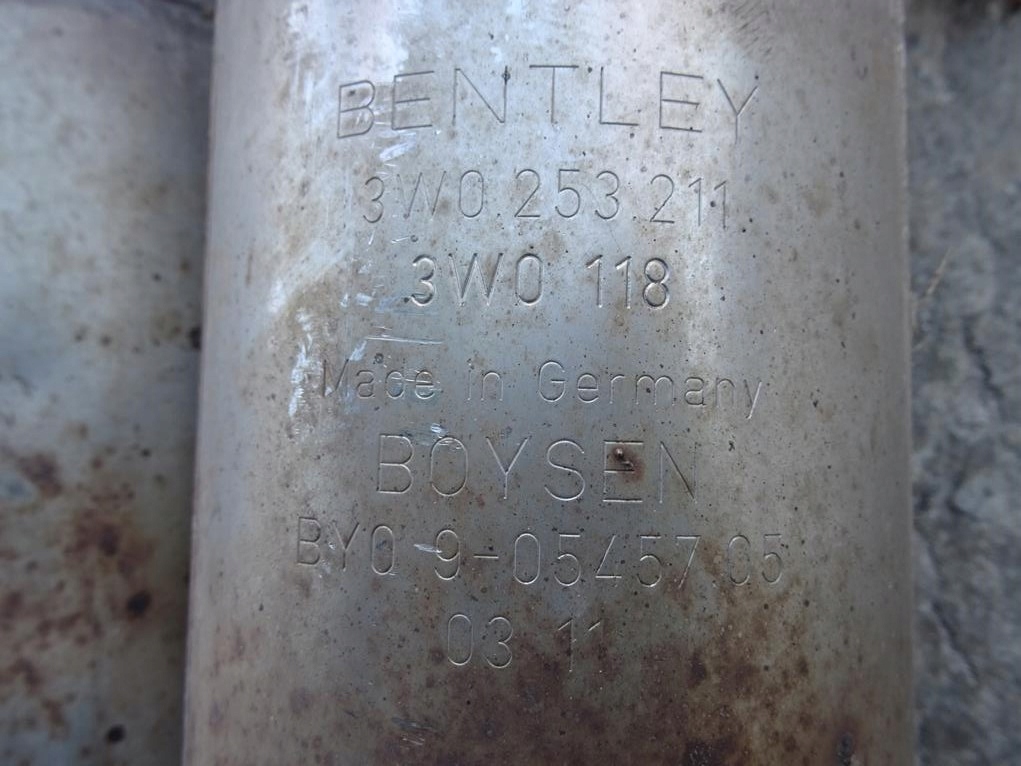 BENTLEY
3W0.253.211
3W0 118
Made in Germany
BOYSEN
BY0 9-05457.05
03 11